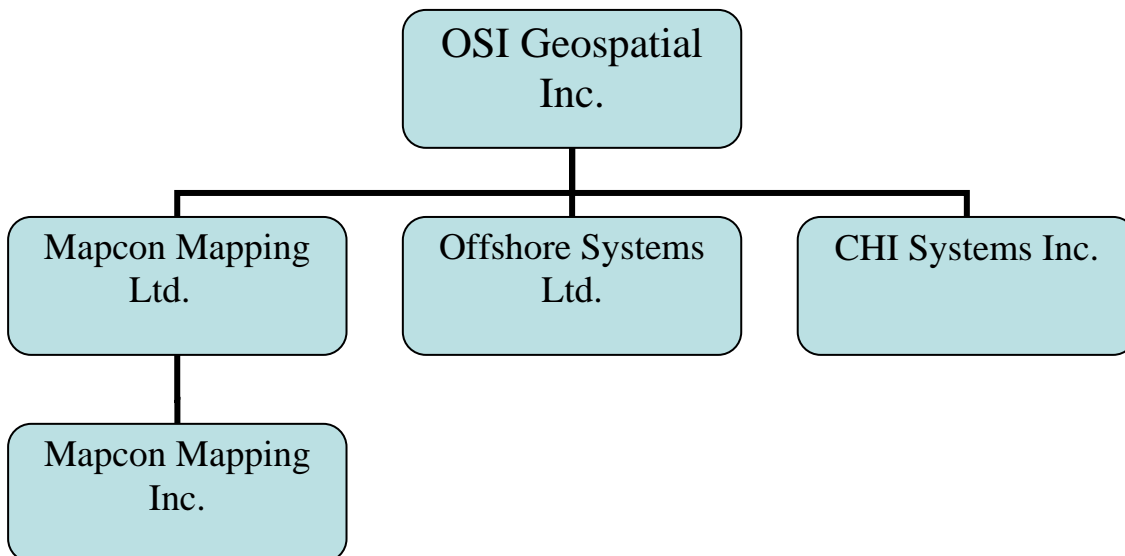 OSI Geospatial
Inc.
Mapcon Mapping
Ltd.
Offshore Systems
Ltd.
CHI Systems Inc.
Mapcon Mapping
Inc.